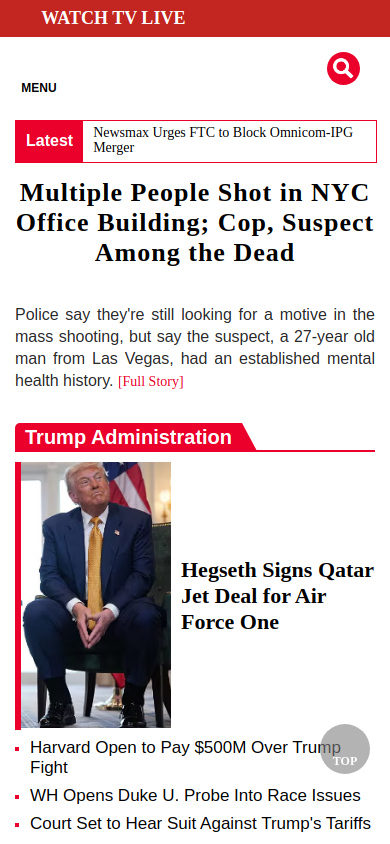 WATCH TV LIVE
MENU
Latest
Newsmax Urges FTC to Block Omnicom-IPG
Merger
Multiple People Shot in NYC
Office Building; Cop, Suspect
Among the Dead
Police say they're still looking for a motive in the
mass shooting, but say the suspect, a 27-year old
man from Las Vegas, had an established mental
health history. [Full Story]
Trump Administration
Hegseth Signs Qatar
Jet Deal for Air
Force One
Harvard Open to Pay $500M Over Trump
Fight
TOP
WH Opens Duke U. Probe Into Race Issues
Court Set to Hear Suit Against Trump's Tariffs